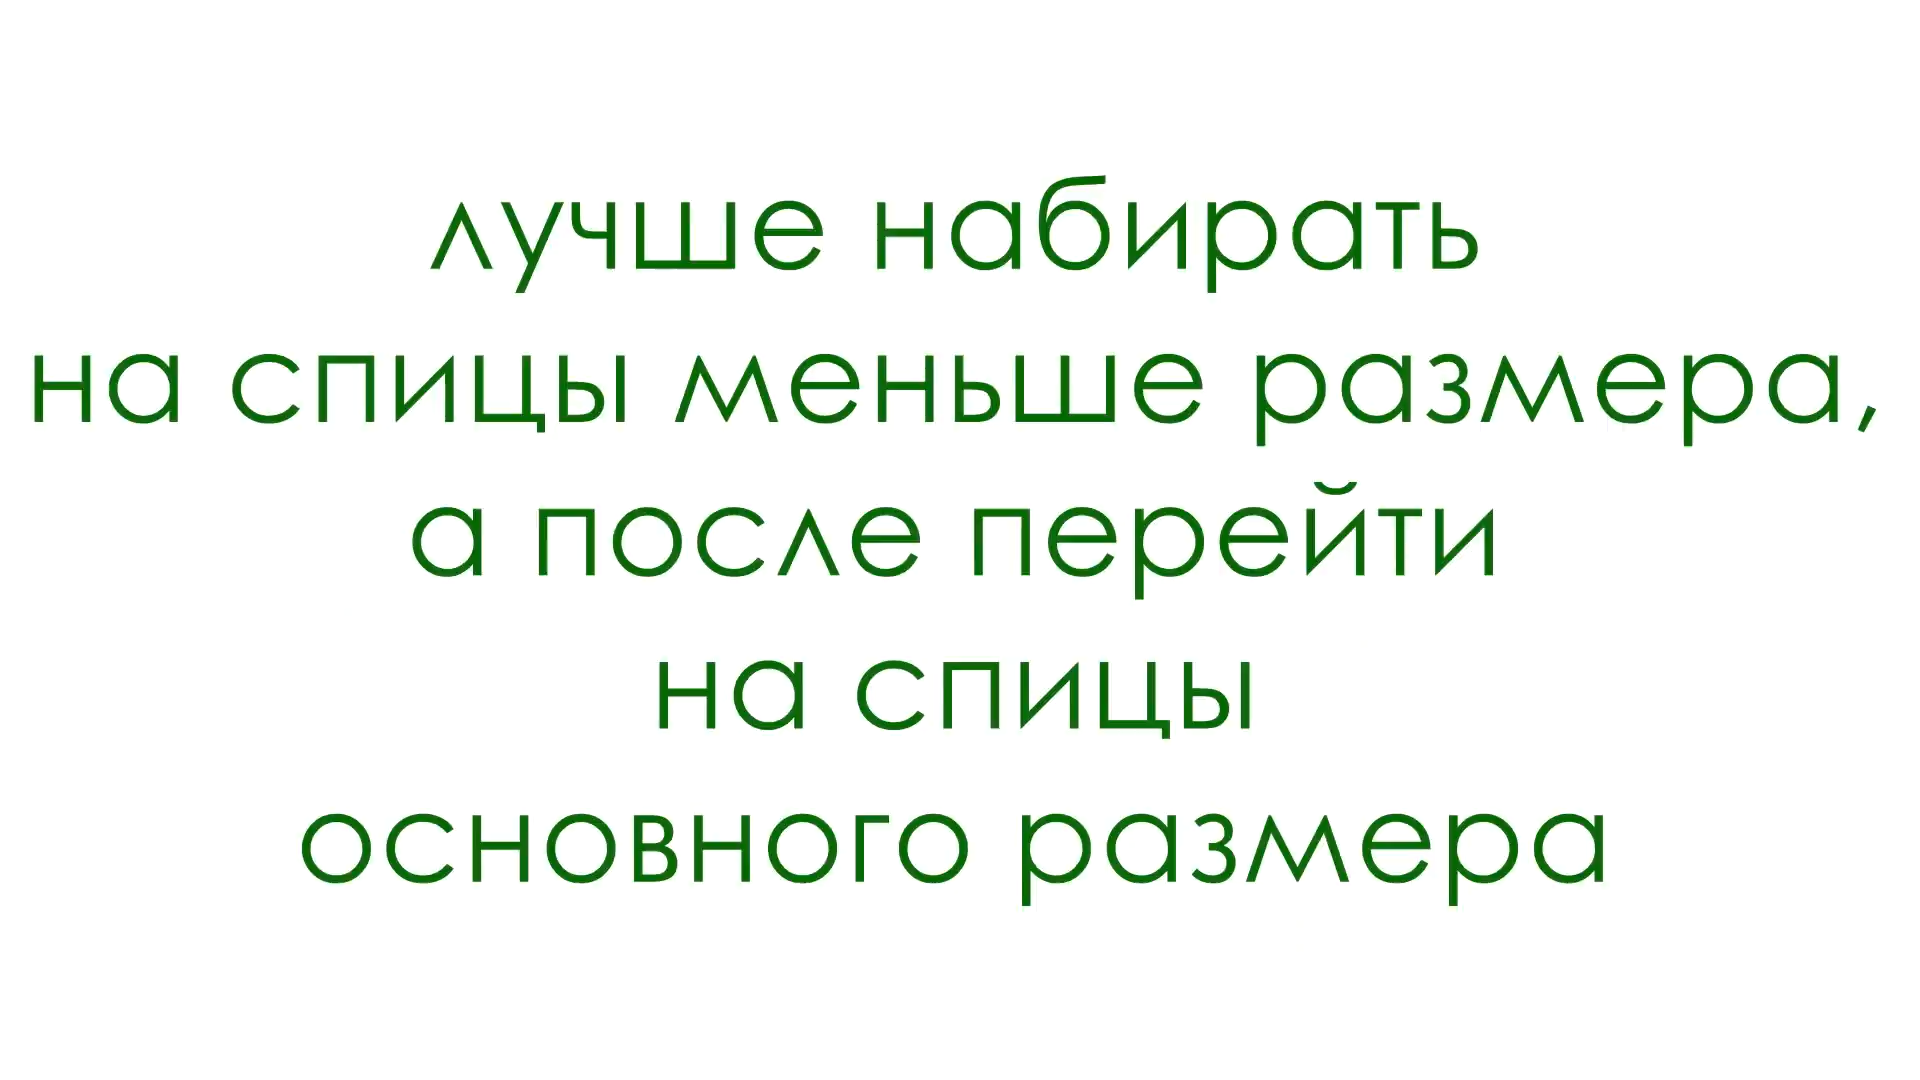 лучше набирать
на спицы меньше размера,
а после перейти
на спицы
основного размера